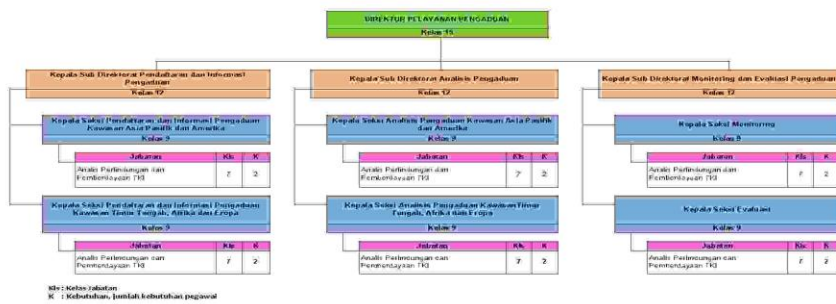 DIREKTUR PELAYANAN PENGADUAN
Kelas 15
Kepala Sub Direktorat Pendaftaran dan Informasi
Pengaduan
Kelas 12
Kepala Sub Direktorat Analisis Pengaduan
Kelas 12
Kepala Sub Direktorat Monitoring dan Evaluasi Pengaduan
Kelas 12
Kepala Seksi Pendaftaran dan Informasi Pengaduan
Kawasan Asia Pasifik dan Amerika
Kelas 9
Jabatan Kls K
Analis Perlindungan dan
Pemberdayaan TKI
7 2
Kepala Seksi Analisis Pengaduan Kawasan Asia Pasifik
dan Amerika
Kelas 9
Jabatan Kls K
Analis Perlindungan dan
Pemberdayaan TKI
7 2
Kepala Seksi Monitoring
Kelas 9
Jabatan Kls K
Analis Perlindungan dan
Pemberdayaan TKI
7 2
Kepala Seksi Pendaftaran dan Informasi Pengaduan
Kawasan Timur Tengah, Afrika dan Eropa
Kelas 9
Jabatan Kls K
Analis Perlindungan dan
Pemberdayaan TKI
7 2
Kepala Seksi Analisis Pengaduan Kawasan Timur
Tengah, Afrika dan Eropa
Kelas 9
Jabatan Kls K
Analis Perlindungan dan
Pemberdayaan TKI
7 2
Kepala Seksi Evaluasi
Kelas 9
Jabatan Kls K
Analis Perlindungan dan
Pemberdayaan TKI
7 2
Kls : Kelas Jabatan
K : Kebutuhan, jumlah kebutuhan pegawai